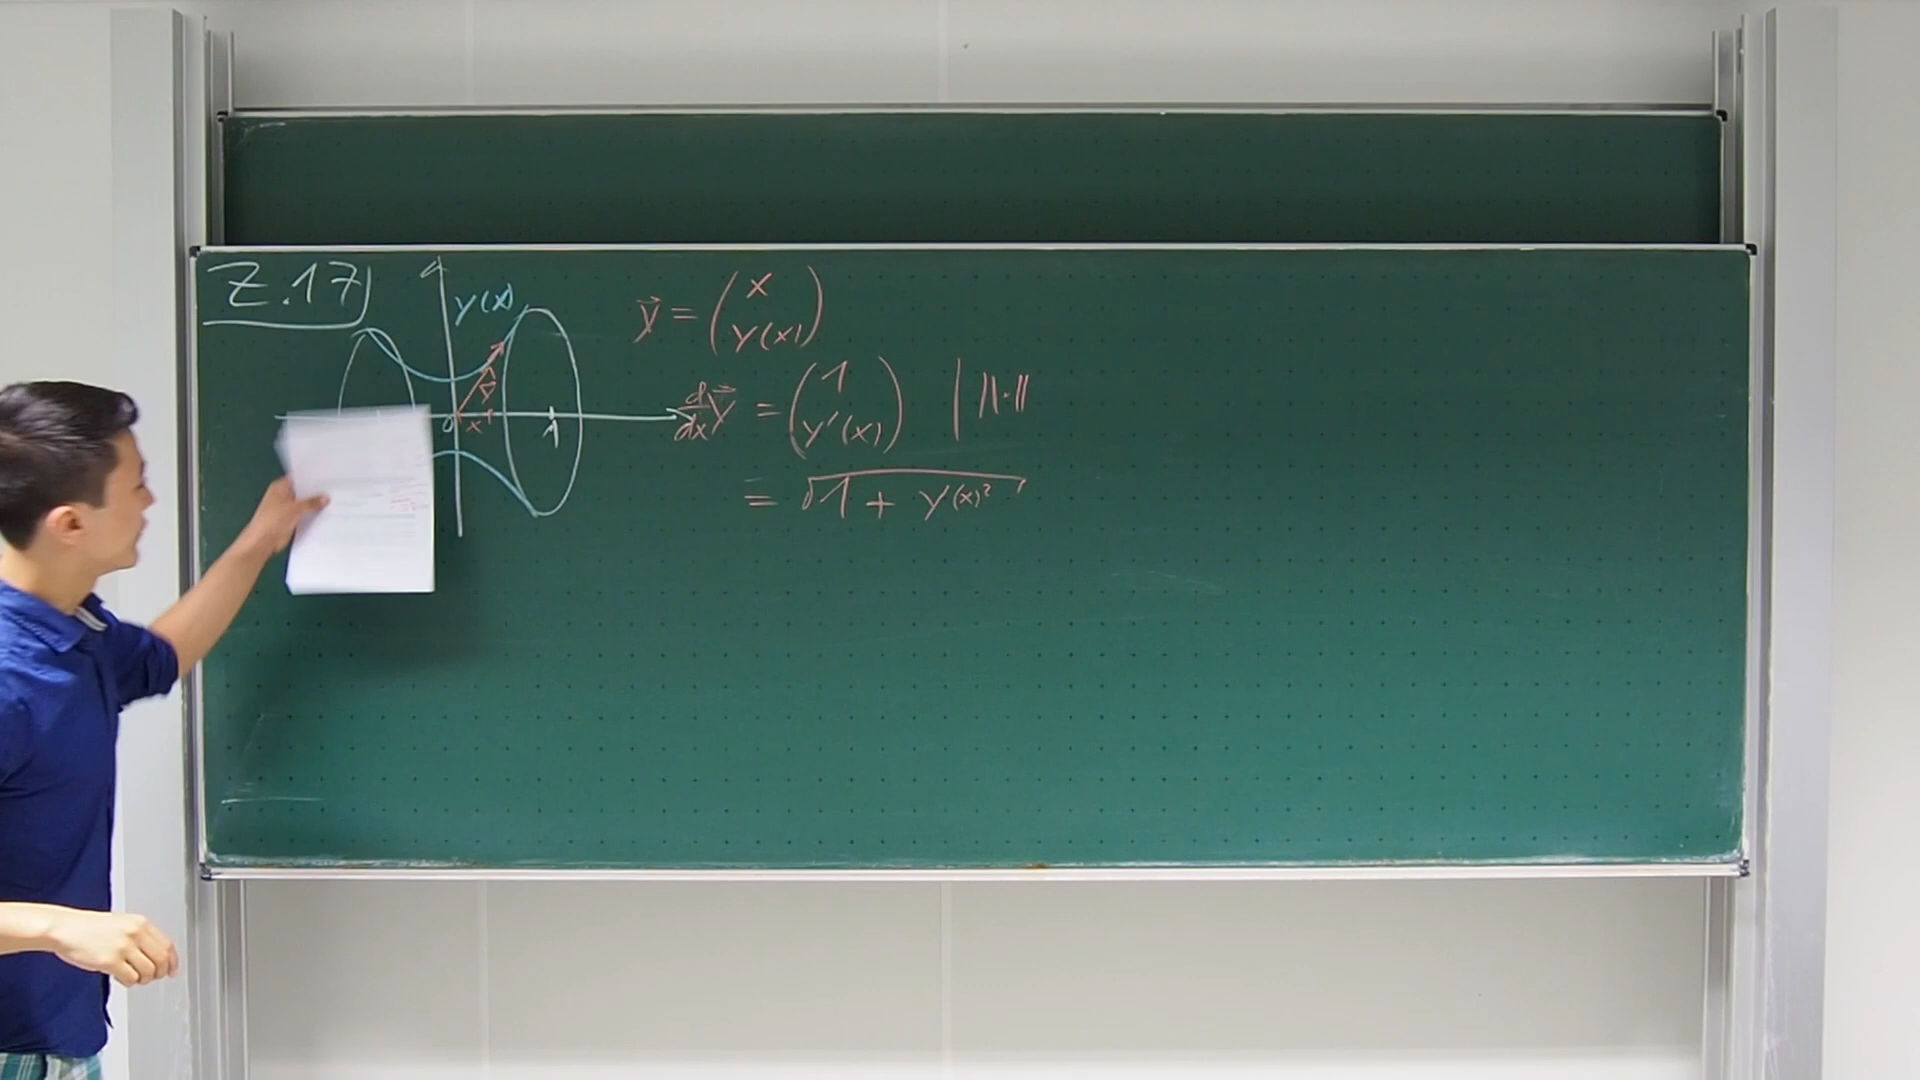 Z.17)
y(x)
0 x 1
y⃗ = (x
y(x))
d/dx y⃗ = (1
y'(x)) | ||·||
= √(1 + y(x)²)